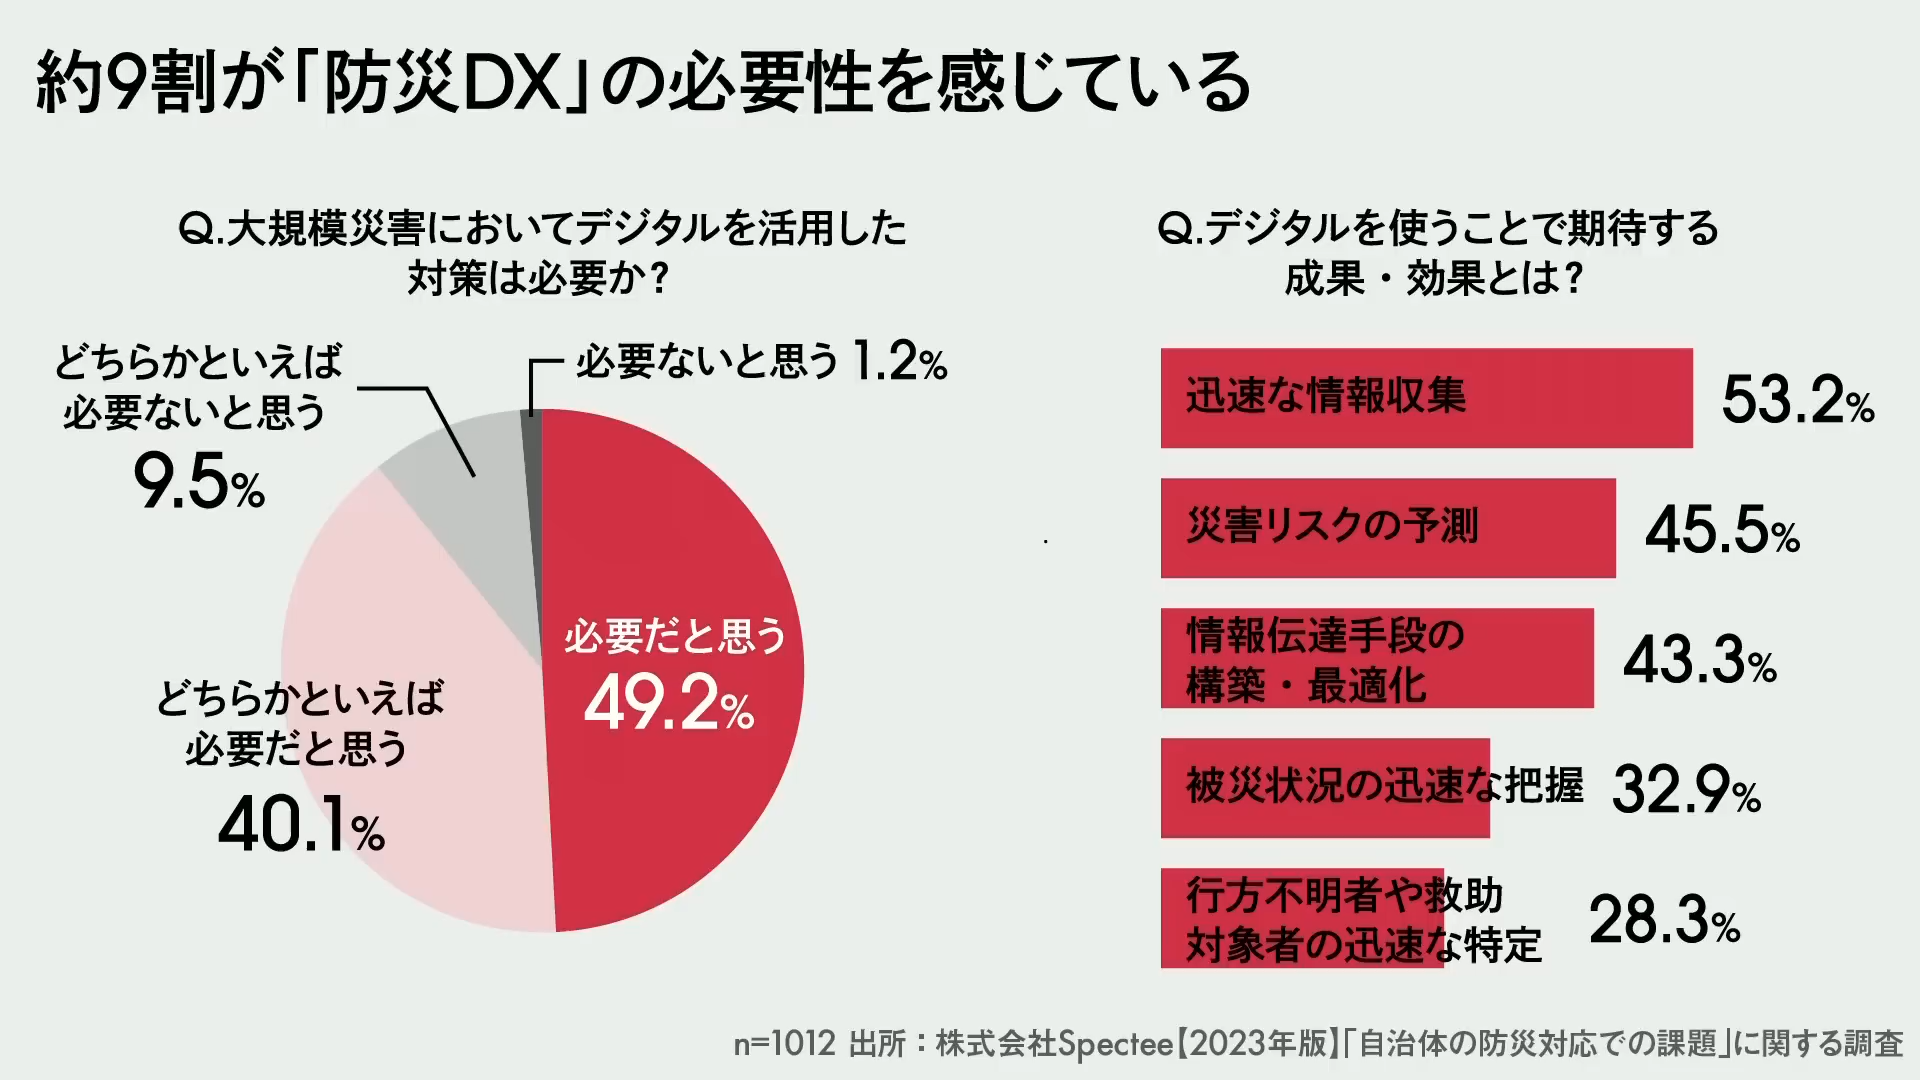 約9割が「防災DX」の必要性を感じている
Q.大規模災害においてデジタルを活用した
対策は必要か?
どちらかといえば
必要ないと思う
9.5%
必要ないと思う 1.2%
必要だと思う
49.2%
どちらかといえば
必要だと思う
40.1%
Q.デジタルを使うことで期待する
成果・効果とは?
迅速な情報収集
53.2%
災害リスクの予測
45.5%
情報伝達手段の
構築・最適化
43.3%
被災状況の迅速な把握
32.9%
行方不明者や救助
対象者の迅速な特定
28.3%
n=1012 出所：株式会社Spectee【2023年版】「自治体の防災対応での課題」に関する調査